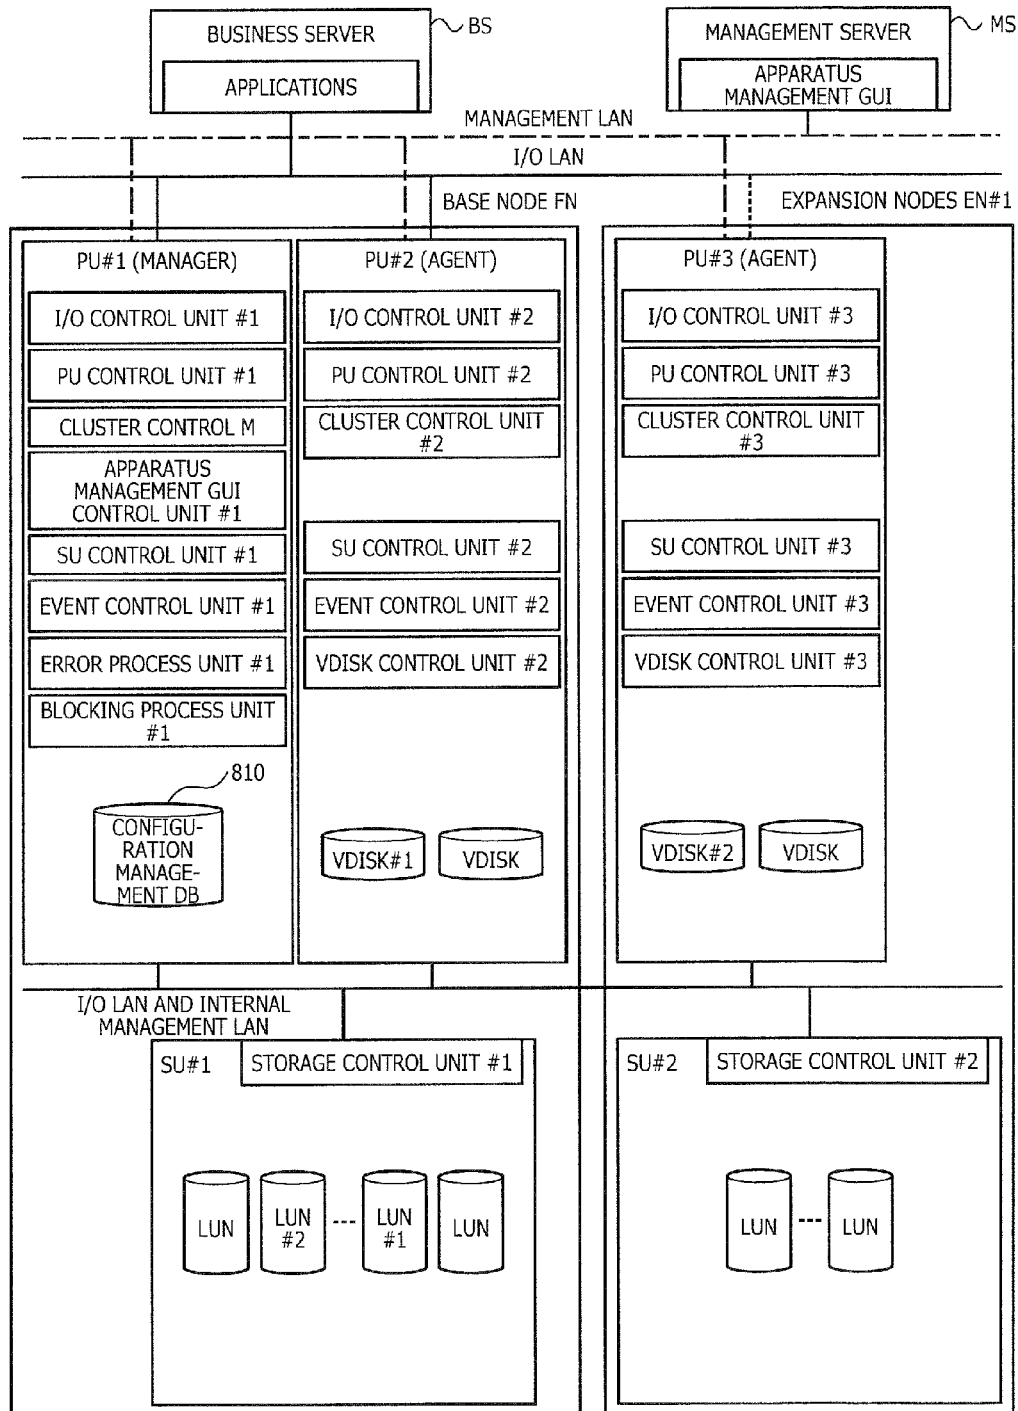 BUSINESS SERVER
BS
APPLICATIONS
MANAGEMENT SERVER
MS
APPARATUS
MANAGEMENT GUI
MANAGEMENT LAN
I/O LAN
BASE NODE FN
EXPANSION NODES EN#1
PU#1 (MANAGER)
I/O CONTROL UNIT #1
PU CONTROL UNIT #1
CLUSTER CONTROL M
APPARATUS
MANAGEMENT GUI
CONTROL UNIT #1
SU CONTROL UNIT #1
EVENT CONTROL UNIT #1
ERROR PROCESS UNIT #1
BLOCKING PROCESS UNIT
#1
810
CONFIGU-
RATION
MANAGE-
MENT DB
PU#2 (AGENT)
I/O CONTROL UNIT #2
PU CONTROL UNIT #2
CLUSTER CONTROL UNIT
#2
SU CONTROL UNIT #2
EVENT CONTROL UNIT #2
VDISK CONTROL UNIT #2
VDISK#1
VDISK
PU#3 (AGENT)
I/O CONTROL UNIT #3
PU CONTROL UNIT #3
CLUSTER CONTROL UNIT
#3
SU CONTROL UNIT #3
EVENT CONTROL UNIT #3
VDISK CONTROL UNIT #3
VDISK#2
VDISK
I/O LAN AND INTERNAL
MANAGEMENT LAN
SU#1
STORAGE CONTROL UNIT #1
LUN
LUN
#2
LUN
#1
LUN
SU#2
STORAGE CONTROL UNIT #2
LUN
LUN